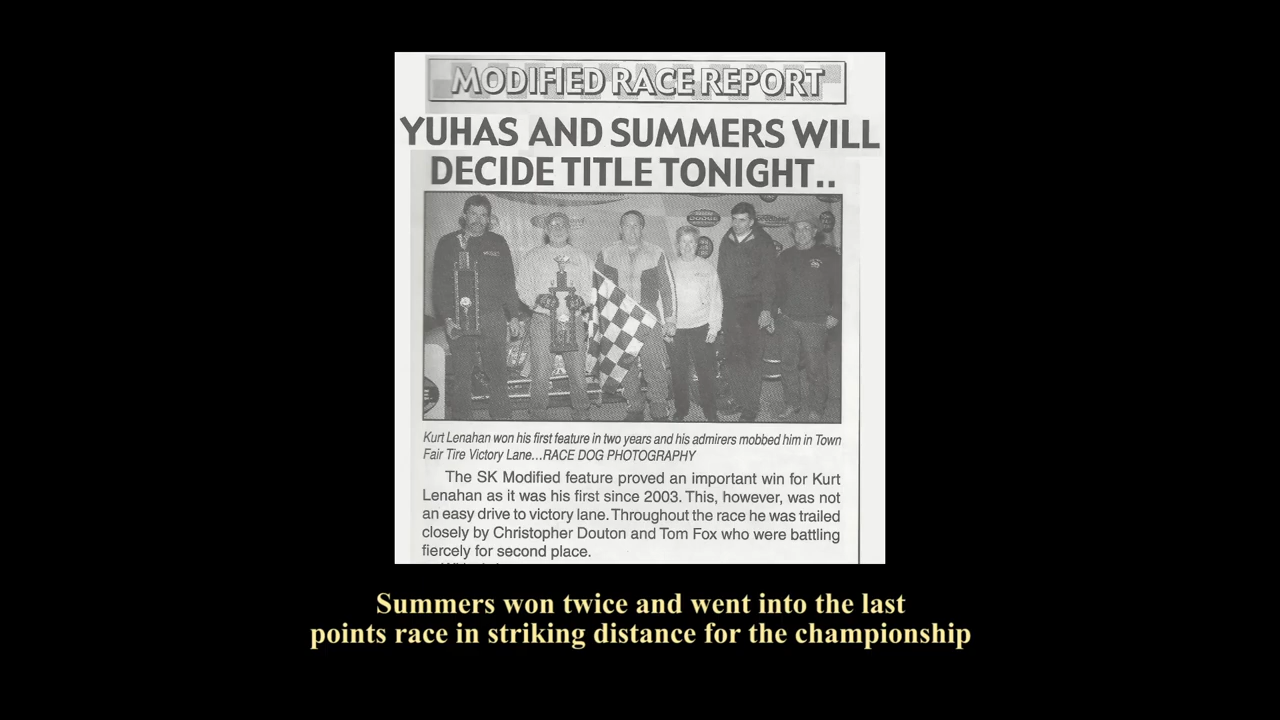 MODIFIED RACE REPORT
YUHAS AND SUMMERS WILL
DECIDE TITLE TONIGHT..
DODGE
Kurt Lenahan won his first feature in two years and his admirers mobbed him in Town
Fair Tire Victory Lane...RACE DOG PHOTOGRAPHY
The SK Modified feature proved an important win for Kurt
Lenahan as it was his first since 2003. This, however, was not
an easy drive to victory lane. Throughout the race he was trailed
closely by Christopher Douton and Tom Fox who were battling
fiercely for second place.
Summers won twice and went into the last
points race in striking distance for the championship